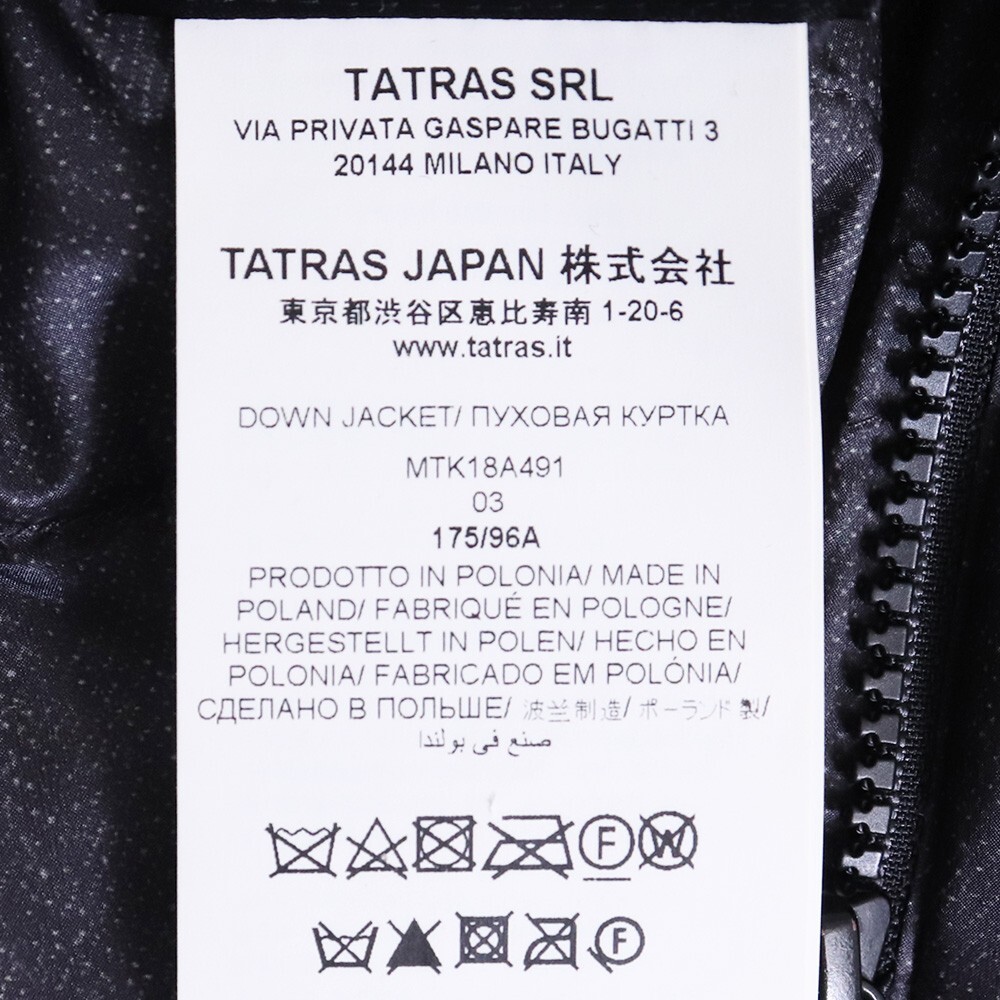 TATRAS SRL
VIA PRIVATA GASPARE BUGATTI 3
20144 MILANO ITALY
TATRAS JAPAN 株式会社
東京都渋谷区恵比寿南 1-20-6
www.tatras.it
DOWN JACKET/ ПУХОВАЯ КУРТКА
MTK18A491
03
175/96A
PRODOTTO IN POLONIA/ MADE IN
POLAND/ FABRIQUÉ EN POLOGNE/
HERGESTELLT IN POLEN/ HECHO EN
POLONIA/ FABRICADO EM POLÓNIA/
СДЕЛАНО В ПОЛЬШЕ/ 波兰制造/ ポーランド製/
صنع في بولندا
F W
F